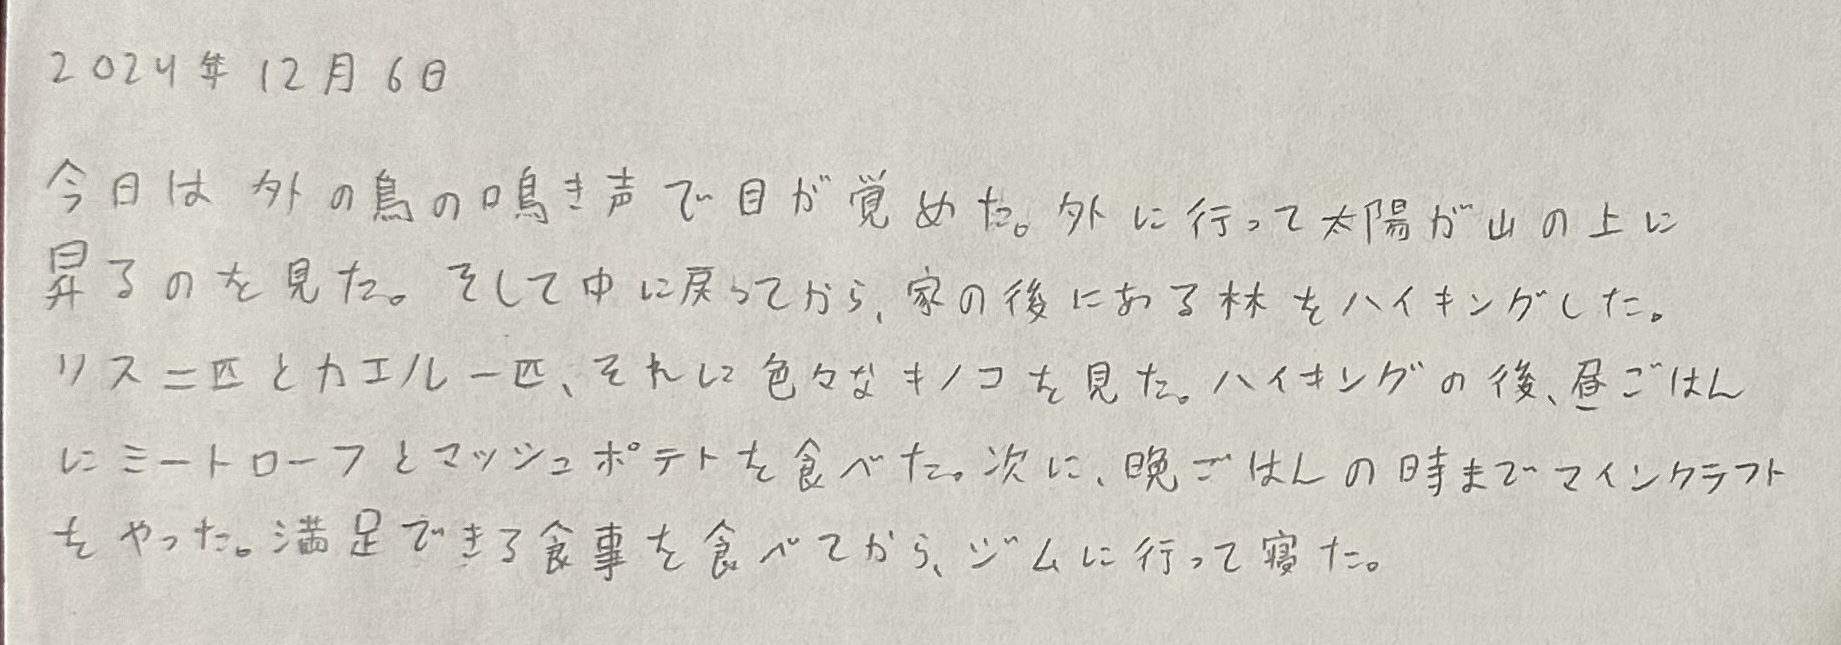 2024年12月6日
今日は外の鳥の鳴き声で目が覚めた。外に行って太陽が山の上に
昇るのを見た。そして中に戻ってから、家の後にある林をハイキングした。
リス二匹とカエル一匹、それに色々なキノコを見た。ハイキングの後、昼ごはん
にミートローフとマッシュポテトを食べた。次に、晩ごはんの時までマインクラフト
をやった。満足できる食事を食べてから、ジムに行って寝た。